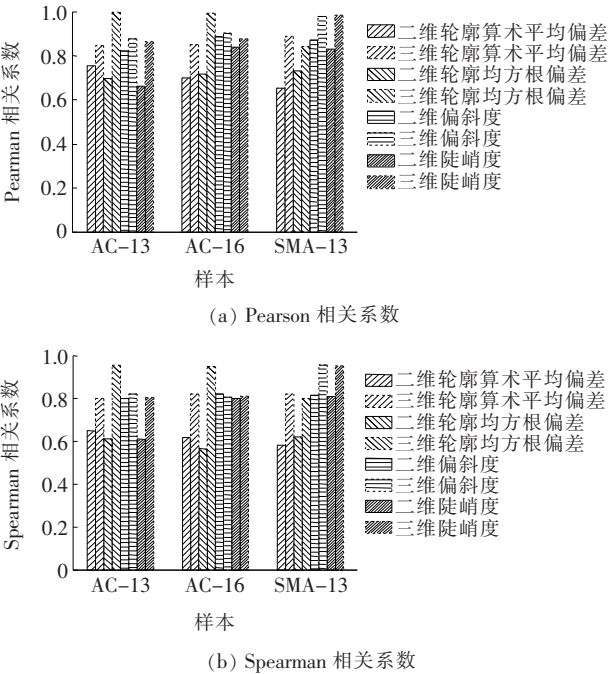 1.0
0.8
0.6
0.4
0.2
0
Pearman 相关系数
AC-13
AC-16
SMA-13
样本
二维轮廓算术平均偏差
三维轮廓算术平均偏差
二维轮廓均方根偏差
三维轮廓均方根偏差
二维偏斜度
三维偏斜度
二维陡峭度
三维陡峭度
(a) Pearson 相关系数
1.0
0.8
0.6
0.4
0.2
0
Spearman 相关系数
AC-13
AC-16
SMA-13
样本
二维轮廓算术平均偏差
三维轮廓算术平均偏差
二维轮廓均方根偏差
三维轮廓均方根偏差
二维偏斜度
三维偏斜度
二维陡峭度
三维陡峭度
(b) Spearman 相关系数